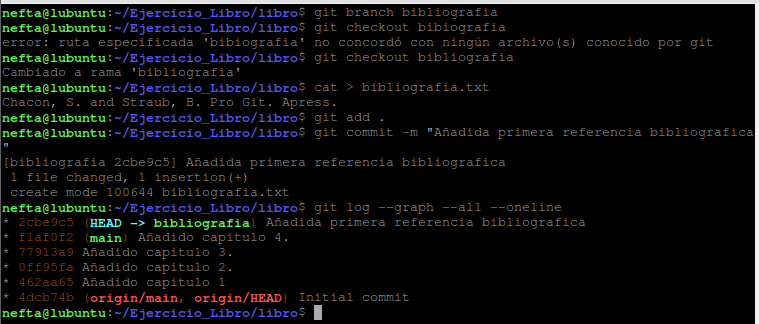 nefta@lubuntu:~/Ejercicio_Libro/libro$ git branch bibliografia
nefta@lubuntu:~/Ejercicio_Libro/libro$ git checkout bibiografia
error: ruta especificada 'bibiografia' no concordó con ningún archivo(s) conocido por git
nefta@lubuntu:~/Ejercicio_Libro/libro$ git checkout bibliografia
Cambiado a rama 'bibliografia'
nefta@lubuntu:~/Ejercicio_Libro/libro$ cat > bibliografia.txt
Chacon, S. and Straub, B. Pro Git. Apress.
nefta@lubuntu:~/Ejercicio_Libro/libro$ git add .
nefta@lubuntu:~/Ejercicio_Libro/libro$ git commit -m "Añadida primera referencia bibliografica
"
[bibliografia 2cbe9c5] Añadida primera referencia bibliografica
 1 file changed, 1 insertion(+)
 create mode 100644 bibliografia.txt
nefta@lubuntu:~/Ejercicio_Libro/libro$ git log --graph --all --oneline
* 2cbe9c5 (HEAD -> bibliografia) Añadida primera referencia bibliografica
* f1af0f2 (main) Añadido capitulo 4.
* 77913a9 Añadido capitulo 3.
* 0ff95fa Añadido capitulo 2.
* 462aa65 Añadido capitulo 1
* 4dcb74b (origin/main, origin/HEAD) Initial commit
nefta@lubuntu:~/Ejercicio_Libro/libro$